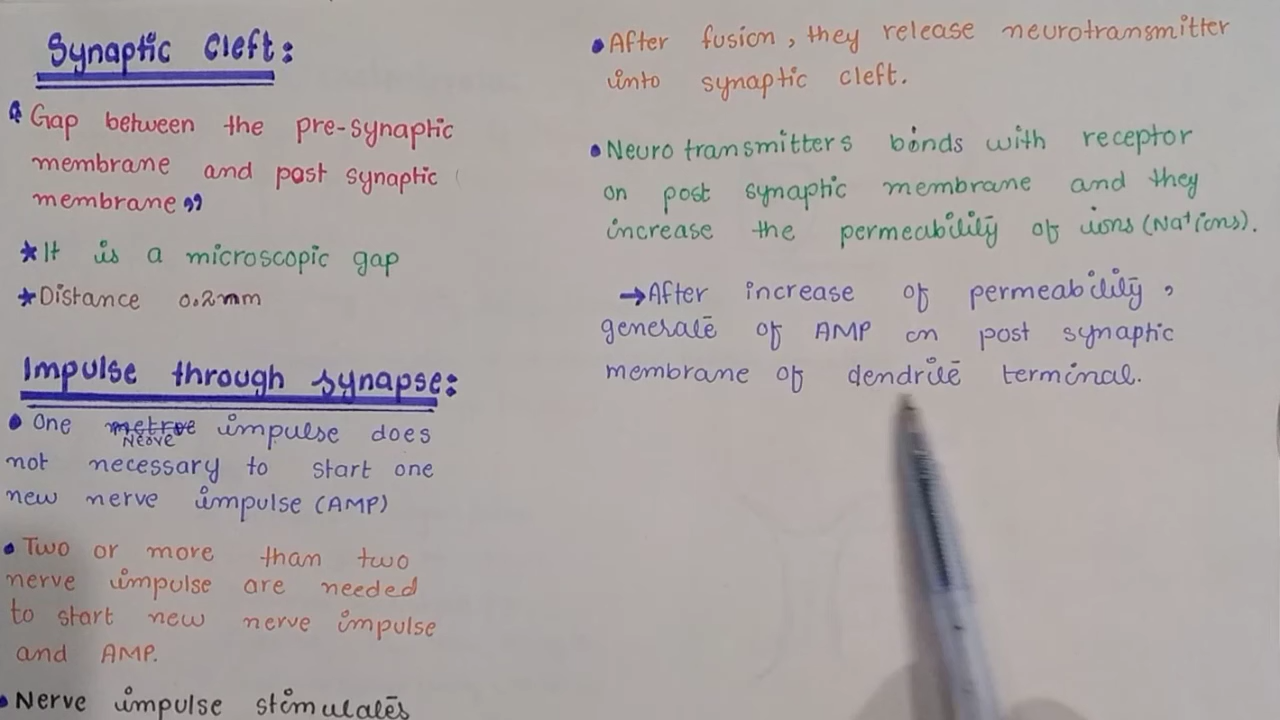 Synaptic Cleft:
"Gap between the pre-synaptic
membrane and post synaptic
membrane"
★It is a microscopic gap
★Distance 0.2mm
Impulse through synapse:
• One Nerve impulse does
not necessary to start one
new nerve impulse (AMP)
• Two or more than two
nerve impulse are needed
to start new nerve impulse
and AMP.
• Nerve impulse stimulates
• After fusion, they release neurotransmitter
into synaptic cleft.
• Neurotransmitters binds with receptor
on post synaptic membrane and they
increase the permeability of ions (Na⁺ ions).
→After increase of permeability,
generate of AMP on post synaptic
membrane of dendrite terminal.